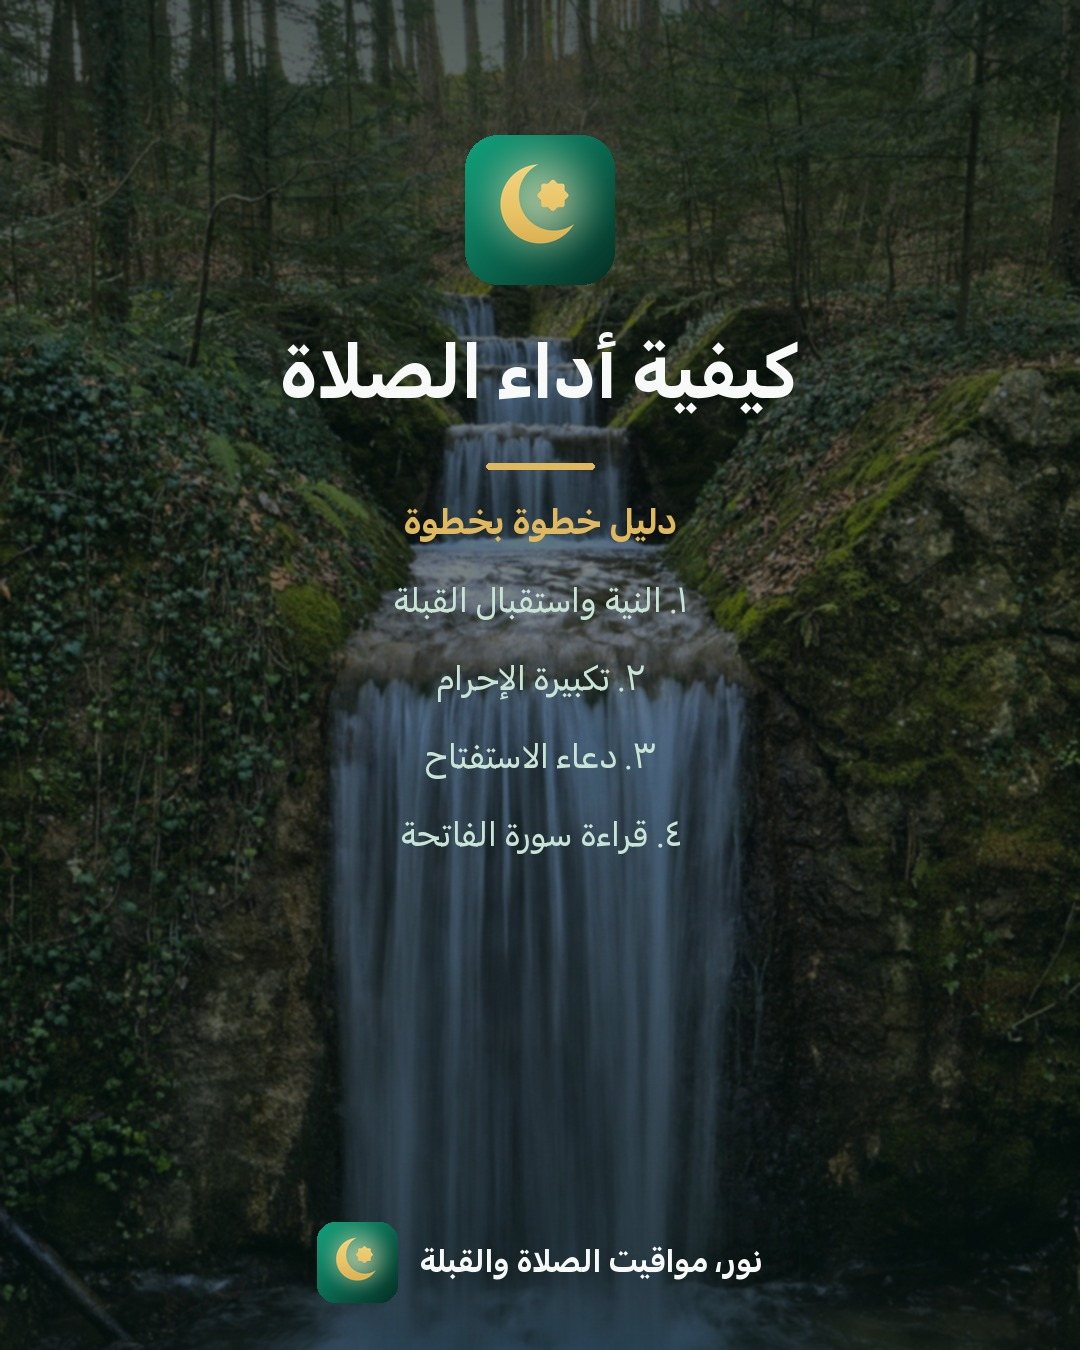 كيفية أداء الصلاة
دليل خطوة بخطوة
١. النية واستقبال القبلة
٢. تكبيرة الإحرام
٣. دعاء الاستفتاح
٤. قراءة سورة الفاتحة
نور، مواقيت الصلاة والقبلة